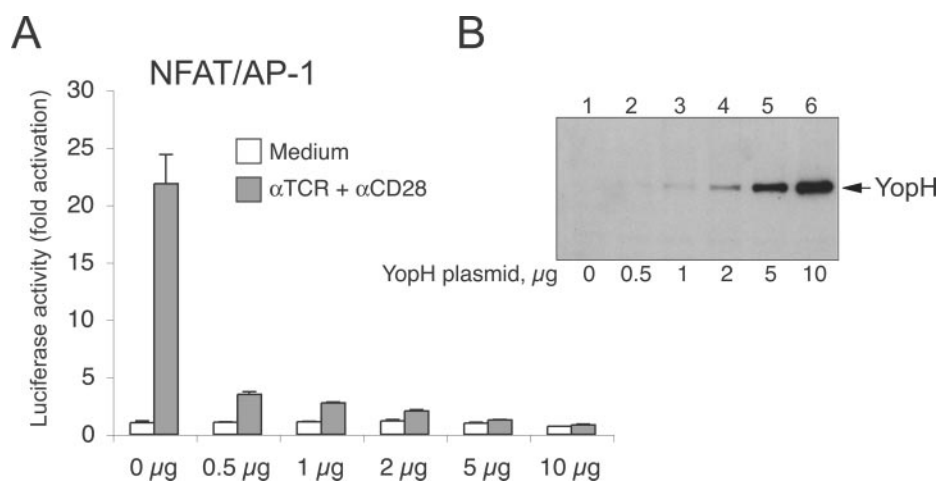 A
NFAT/AP-1
Luciferase activity (fold activation)
30
25
20
15
10
5
0
Medium
αTCR + αCD28
0 μg
0.5 μg
1 μg
2 μg
5 μg
10 μg
B
1 2 3 4 5 6
YopH
YopH plasmid, μg 0 0.5 1 2 5 10